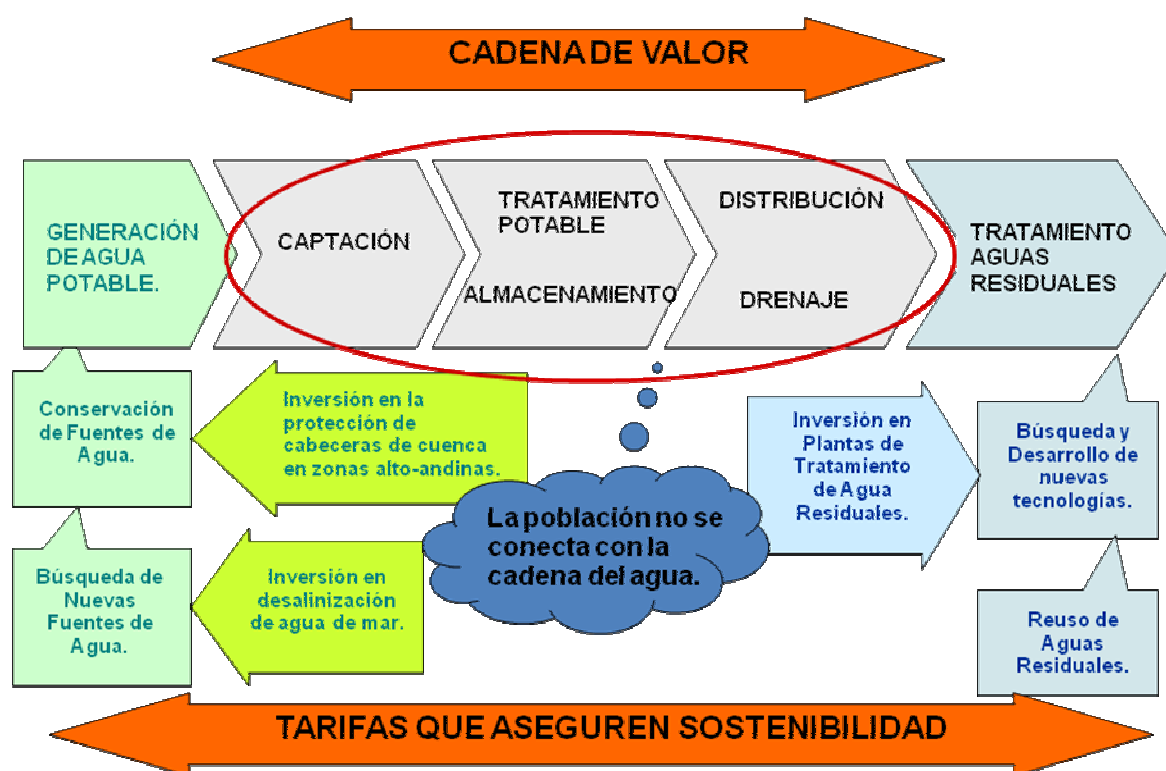 CADENA DE VALOR
GENERACIÓN
DE AGUA
POTABLE.
CAPTACIÓN
TRATAMIENTO
POTABLE
ALMACENAMIENTO
DISTRIBUCIÓN
DRENAJE
TRATAMIENTO
AGUAS
RESIDUALES
Conservación
de Fuentes de
Agua.
Inversión en la
protección de
cabeceras de cuenca
en zonas alto-andinas.
Inversión en
Plantas de
Tratamiento
de Agua
Residuales.
Búsqueda y
Desarrollo de
nuevas
tecnologías.
La población no se
conecta con la
cadena del agua.
Búsqueda de
Nuevas
Fuentes de
Agua.
Inversión en
desalinización
de agua de mar.
Reuso de
Aguas
Residuales.
TARIFAS QUE ASEGUREN SOSTENIBILIDAD